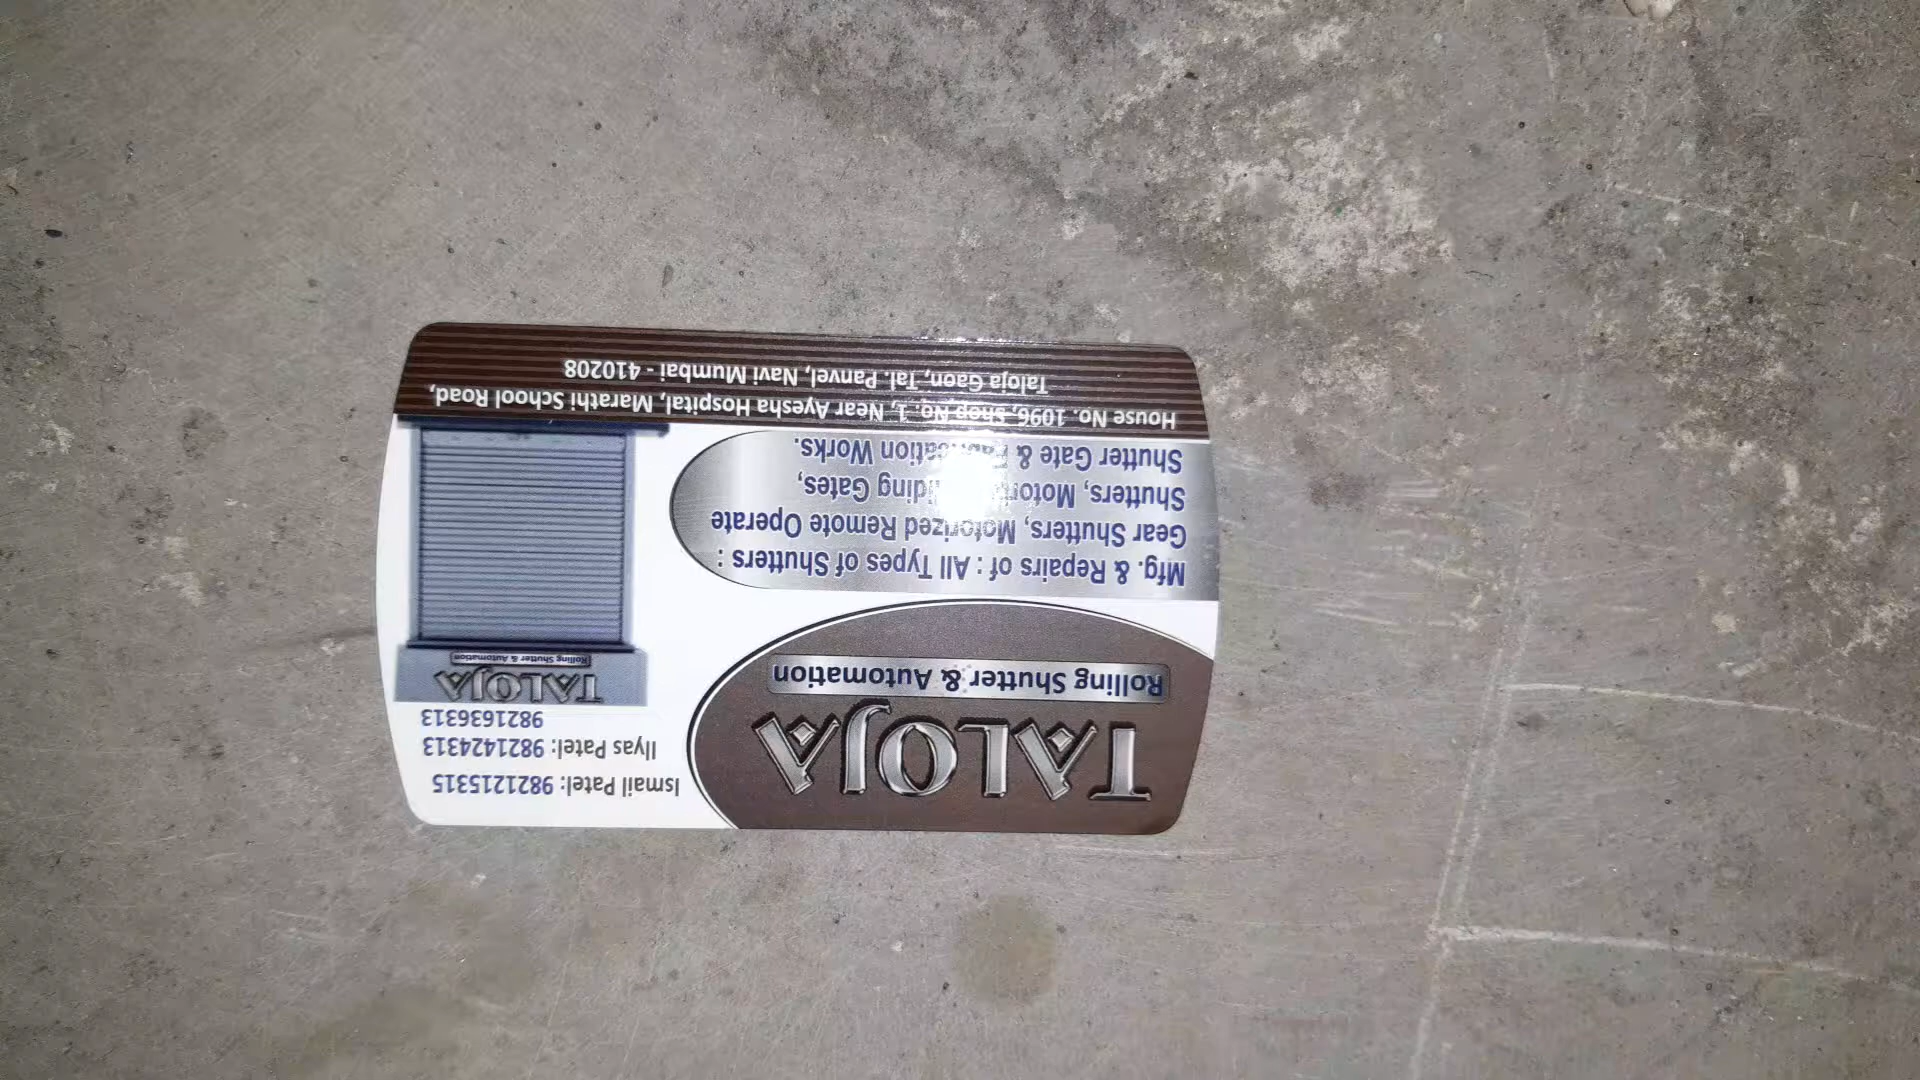 TALOJA
Rolling Shutter & Automation
Ismail Patel: 9821215315
Ilyas Patel: 9821424313
9821636313
TALOJA
Rolling Shutter & Automation
Mfg. & Repairs of : All Types of Shutters :
Gear Shutters, Motorized Remote Operate
Shutters, Gates,
Shutter Gate & Works.
House No. 1096, Shop No. 1, Near Ayesha Hospital, Marathi School Road,
Taloja Gaon, Tal. Panvel, Navi Mumbai - 410208